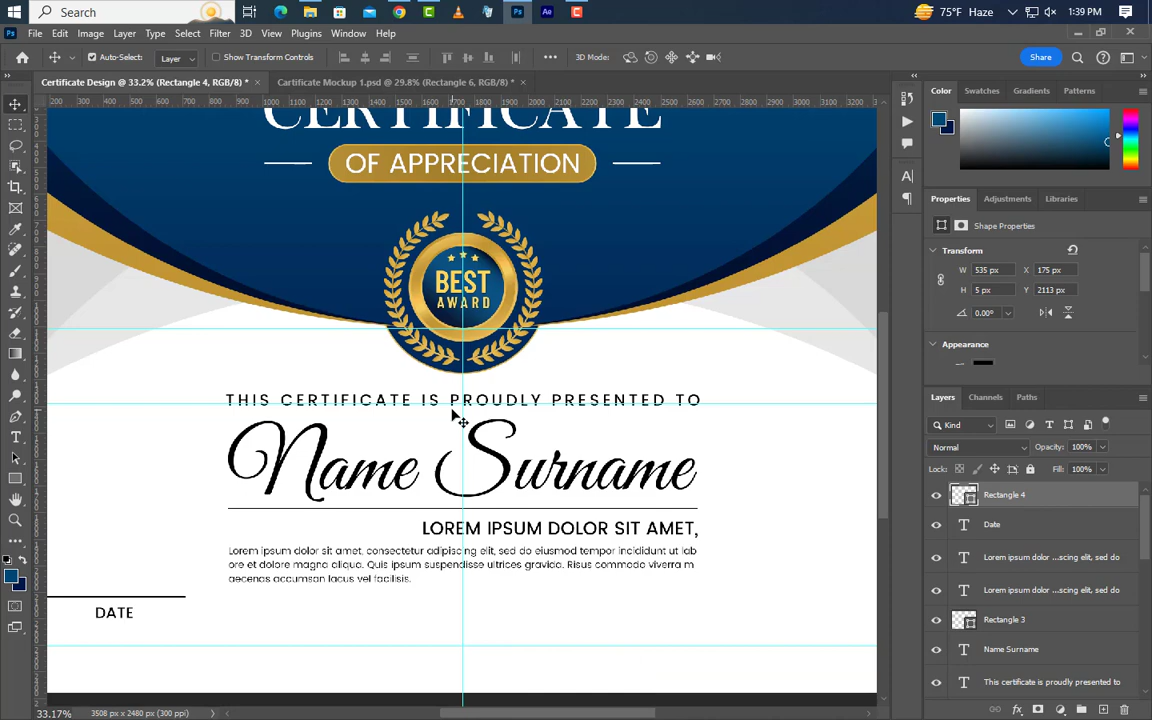 Search
75°F Haze
1:39 PM
File Edit Image Layer Type Select Filter 3D View Plugins Window Help
Auto-Select: Layer Show Transform Controls 3D Mode: Share
Certificate Design @ 33.2% (Rectangle 4, RGB/8) * Certificate Mockup 1.psd @ 29.8% (Rectangle 6, RGB/8) *
CERTIFICATE
OF APPRECIATION
BEST
AWARD
THIS CERTIFICATE IS PROUDLY PRESENTED TO
Name Surname
LOREM IPSUM DOLOR SIT AMET,
Lorem ipsum dolor sit amet, consectetur adipiscing elit, sed do eiusmod tempor incididunt ut lab
ore et dolore magna aliqua. Quis ipsum suspendisse ultrices gravida. Risus commodo viverra m
aecenas accumsan lacus vel facilisis.
DATE
33.17% 3508 px x 2480 px (300 ppi)
Color Swatches Gradients Patterns
Properties Adjustments Libraries
Shape Properties
Transform
W 535 px X 175 px
H 5 px Y 2113 px
0.00°
Appearance
Layers Channels Paths
Kind
Normal Opacity: 100%
Lock: Fill: 100%
Rectangle 4
Date
Lorem ipsum dolor ...scing elit, sed do
Lorem ipsum dolor ...scing elit, sed do
Rectangle 3
Name Surname
This certificate is proudly presented to